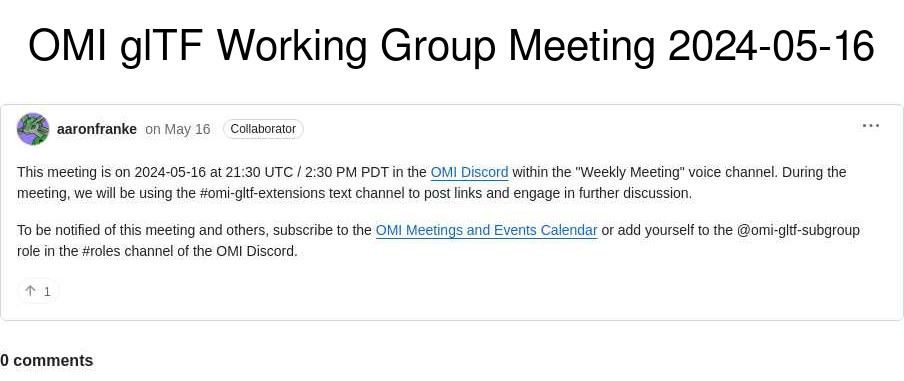 OMI glTF Working Group Meeting 2024-05-16
aaronfranke on May 16 Collaborator
This meeting is on 2024-05-16 at 21:30 UTC / 2:30 PM PDT in the OMI Discord within the "Weekly Meeting" voice channel. During the
meeting, we will be using the #omi-gltf-extensions text channel to post links and engage in further discussion.
To be notified of this meeting and others, subscribe to the OMI Meetings and Events Calendar or add yourself to the @omi-gltf-subgroup
role in the #roles channel of the OMI Discord.
1
0 comments